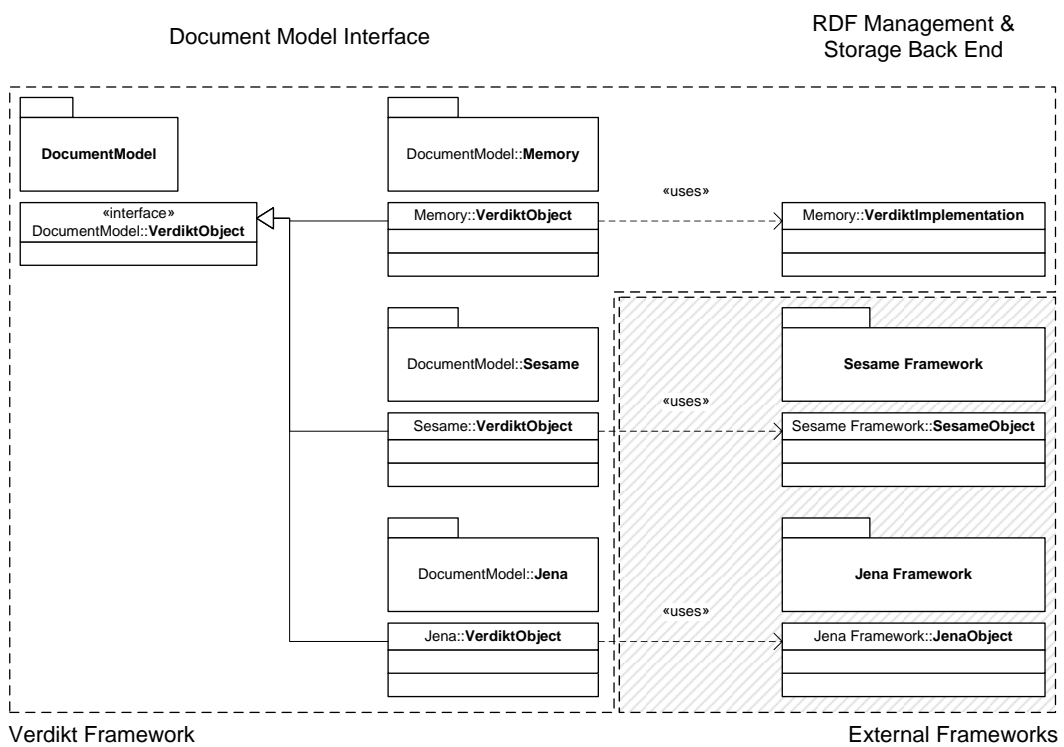 Document Model Interface
RDF Management &
Storage Back End
DocumentModel
DocumentModel::Memory
«interface»
DocumentModel::VerdiktObject
Memory::VerdiktObject
«uses»
Memory::VerdiktImplementation
DocumentModel::Sesame
Sesame Framework
Sesame::VerdiktObject
«uses»
Sesame Framework::SesameObject
DocumentModel::Jena
Jena Framework
Jena::VerdiktObject
«uses»
Jena Framework::JenaObject
Verdikt Framework
External Frameworks